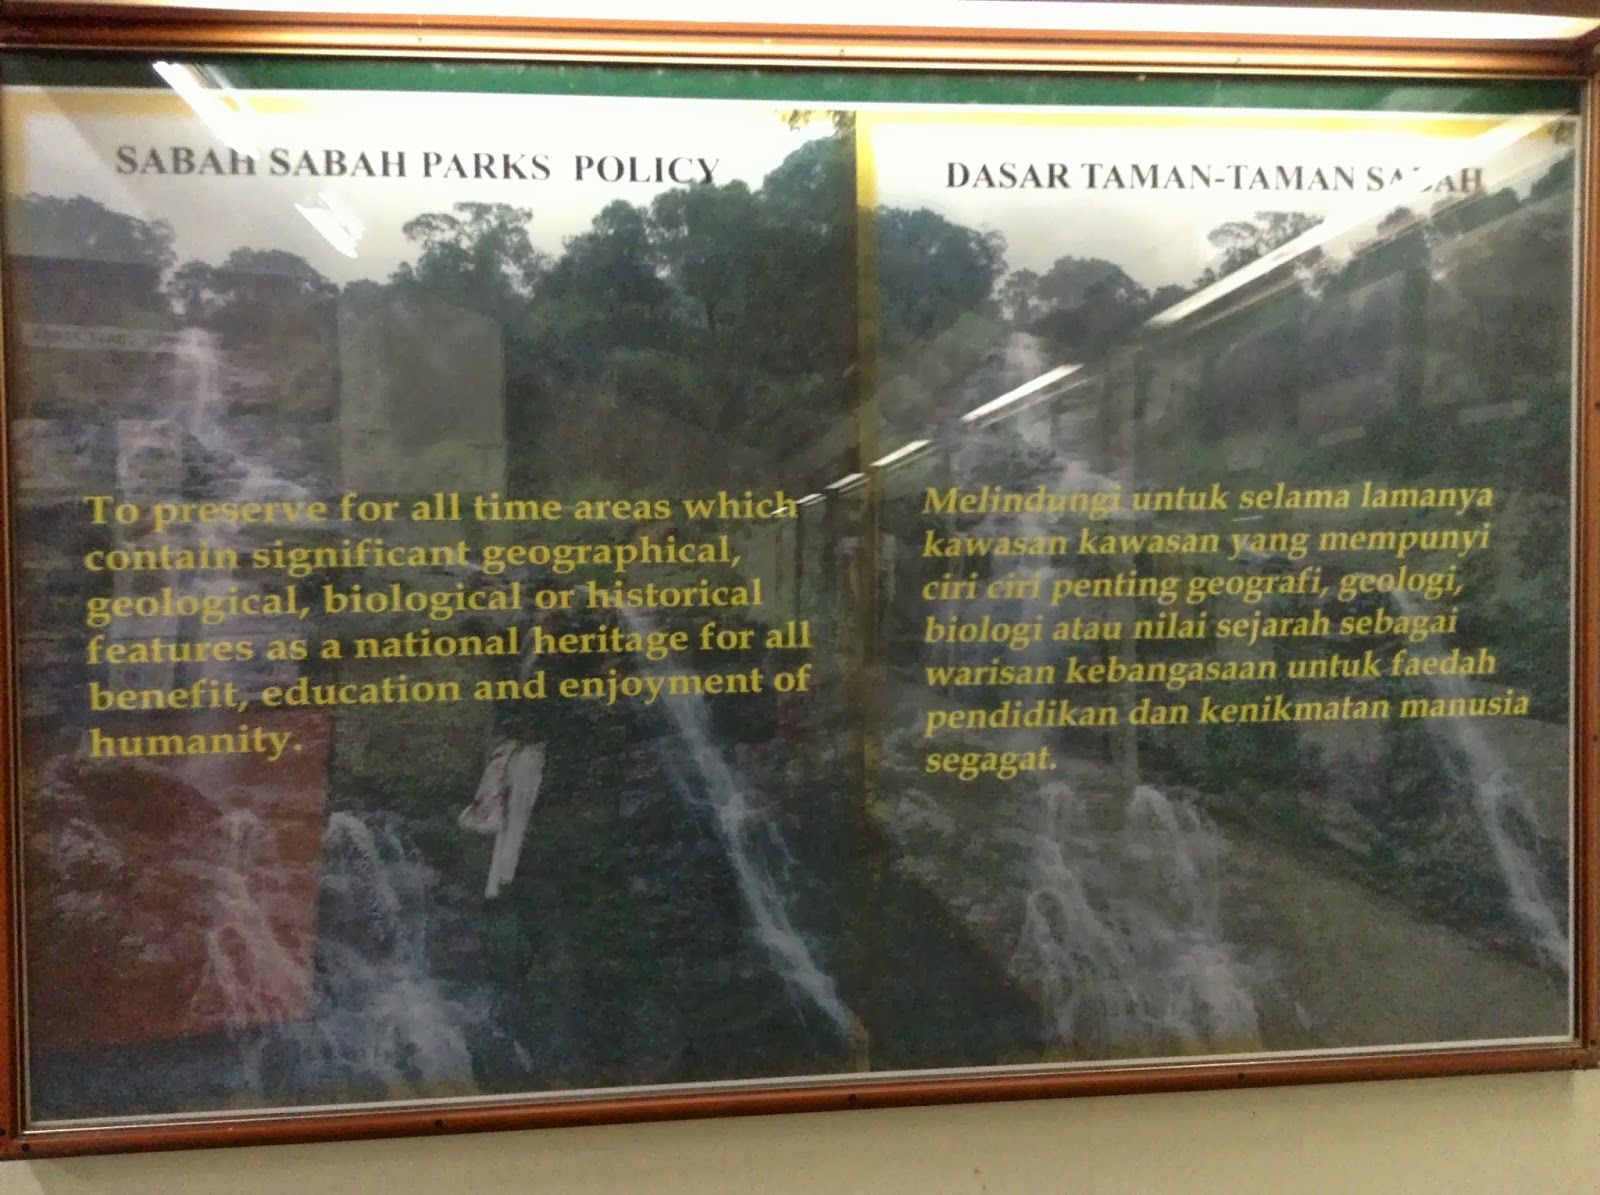 SABAH SABAH PARKS POLICY
To preserve for all time areas which
contain significant geographical,
geological, biological or historical
features as a national heritage for all
benefit, education and enjoyment of
humanity.
DASAR TAMAN-TAMAN SABAH
Melindungi untuk selama lamanya
kawasan kawasan yang mempunyi
ciri ciri penting geografi, geologi,
biologi atau nilai sejarah sebagai
warisan kebangasaan untuk faedah
pendidikan dan kenikmatan manusia
segagat.